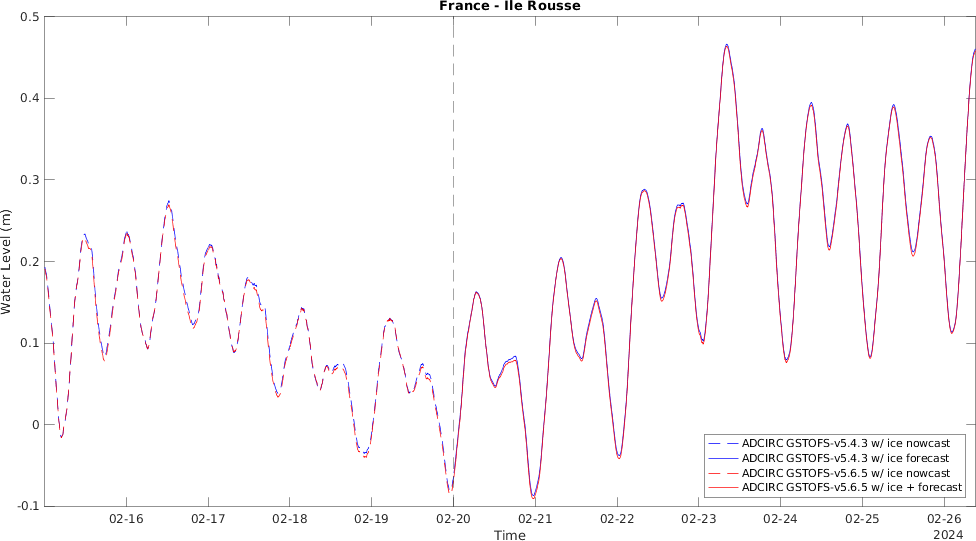 France - Ile Rousse
Water Level (m)
0.5
0.4
0.3
0.2
0.1
0
-0.1
ADCIRC GSTOFS-v5.4.3 w/ ice nowcast
ADCIRC GSTOFS-v5.4.3 w/ ice forecast
ADCIRC GSTOFS-v5.6.5 w/ ice nowcast
ADCIRC GSTOFS-v5.6.5 w/ ice + forecast
02-16 02-17 02-18 02-19 02-20 02-21 02-22 02-23 02-24 02-25 02-26
Time
2024